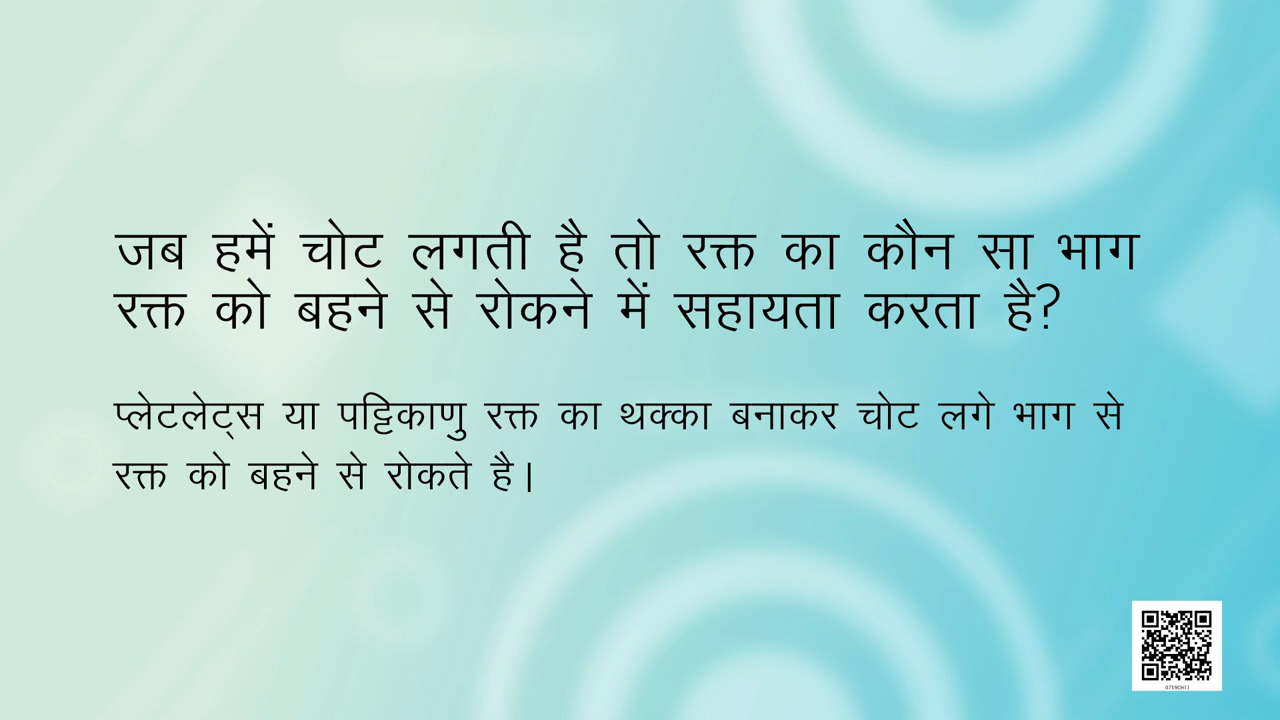 जब हमें चोट लगती है तो रक्त का कौन सा भाग
रक्त को बहने से रोकने में सहायता करता है?
प्लेटलेट्स या पट्टिकाणु रक्त का थक्का बनाकर चोट लगे भाग से
रक्त को बहने से रोकते है।
0759CH11